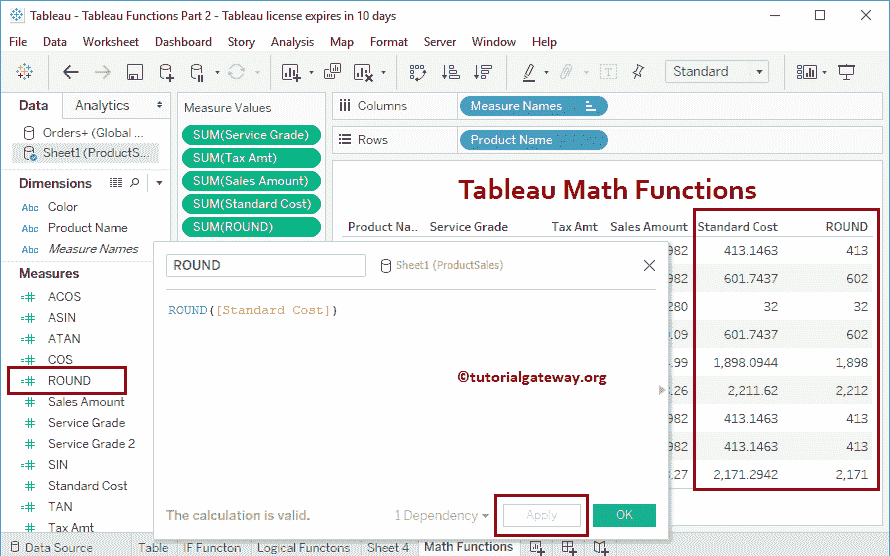 Tableau - Tableau Functions Part 2 - Tableau license expires in 10 days
File Data Worksheet Dashboard Story Analysis Map Format Server Window Help
Standard
Data Analytics
Orders+ (Global ...
Sheet1 (ProductS...
Dimensions
Abc Color
Abc Product Name
Abc Measure Names
Measures
ACOS
ASIN
ATAN
COS
ROUND
Sales Amount
Service Grade
Service Grade 2
SIN
Standard Cost
TAN
Tax Amt
Measure Values
SUM(Service Grade)
SUM(Tax Amt)
SUM(Sales Amount)
SUM(Standard Cost)
SUM(ROUND)
Columns Measure Names
Rows Product Name
Tableau Math Functions
Product Na.. Service Grade Tax Amt Sales Amount Standard Cost ROUND
982 413.1463 413
982 601.7437 602
280 32 32
0.09 601.7437 602
.99 1,898.0944 1,898
.26 2,211.62 2,212
982 413.1463 413
982 413.1463 413
.27 2,171.2942 2,171
ROUND Sheet1 (ProductSales)
ROUND([Standard Cost])
©tutorialgateway.org
The calculation is valid. 1 Dependency Apply OK
Data Source Table IF Functon Logical Functons Sheet 4 Math Functions